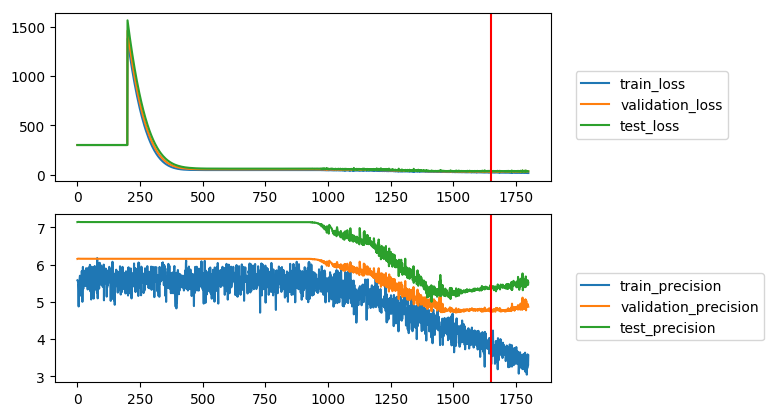 1500
1000
500
0
0 250 500 750 1000 1250 1500 1750
train_loss
validation_loss
test_loss
7
6
5
4
3
0 250 500 750 1000 1250 1500 1750
train_precision
validation_precision
test_precision